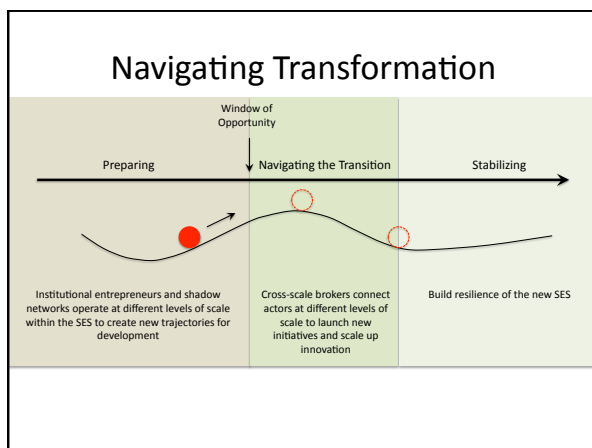 Navigating Transformation
Window of
Opportunity
Preparing
Navigating the Transition
Stabilizing
Institutional entrepreneurs and shadow
networks operate at different levels of scale
within the SES to create new trajectories for
development
Cross-scale brokers connect
actors at different levels of
scale to launch new
initiatives and scale up
innovation
Build resilience of the new SES